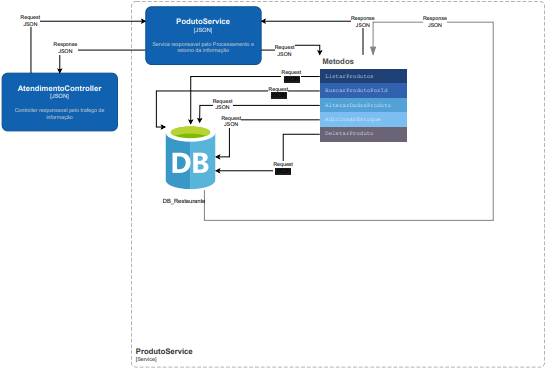 Request
JSON
Response
JSON
AtendimentoController
[JSON]
Controller responsavel pelo trafego de
informação
PodutoService
[JSON]
Service responsavel pelo Processamento e
retorno da informação
Request
JSON
Response
JSON
Response
JSON
Metodos
ListarProdutos
BuscarProdutoPorId
AlterarDadosProduto
AdicionarEstoque
DeletarProduto
Request
Request
Request
JSON
Request
JSON
Request
DB
DB_Restaurante
ProdutoService
[Service]